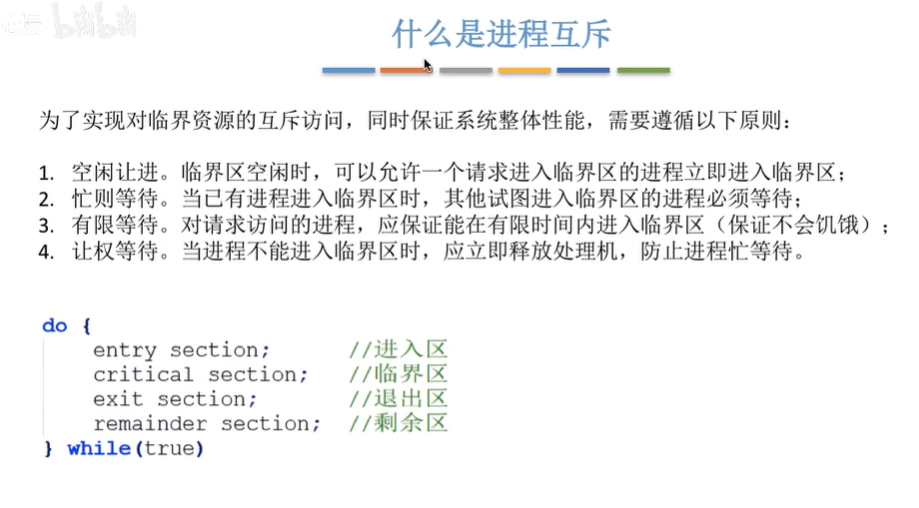 bilibili
什么是进程互斥
为了实现对临界资源的互斥访问，同时保证系统整体性能，需要遵循以下原则：
1. 空闲让进。临界区空闲时，可以允许一个请求进入临界区的进程立即进入临界区；
2. 忙则等待。当已有进程进入临界区时，其他试图进入临界区的进程必须等待；
3. 有限等待。对请求访问的进程，应保证能在有限时间内进入临界区（保证不会饥饿）；
4. 让权等待。当进程不能进入临界区时，应立即释放处理机，防止进程忙等待。
do {
entry section; //进入区
critical section; //临界区
exit section; //退出区
remainder section; //剩余区
} while(true)